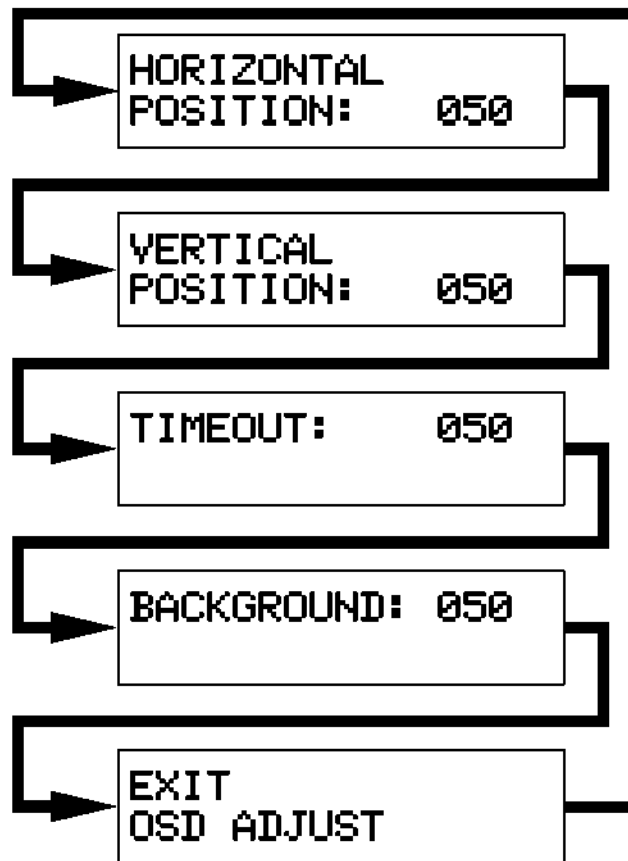 HORIZONTAL
POSITION: 050
VERTICAL
POSITION: 050
TIMEOUT: 050
BACKGROUND: 050
EXIT
OSD ADJUST